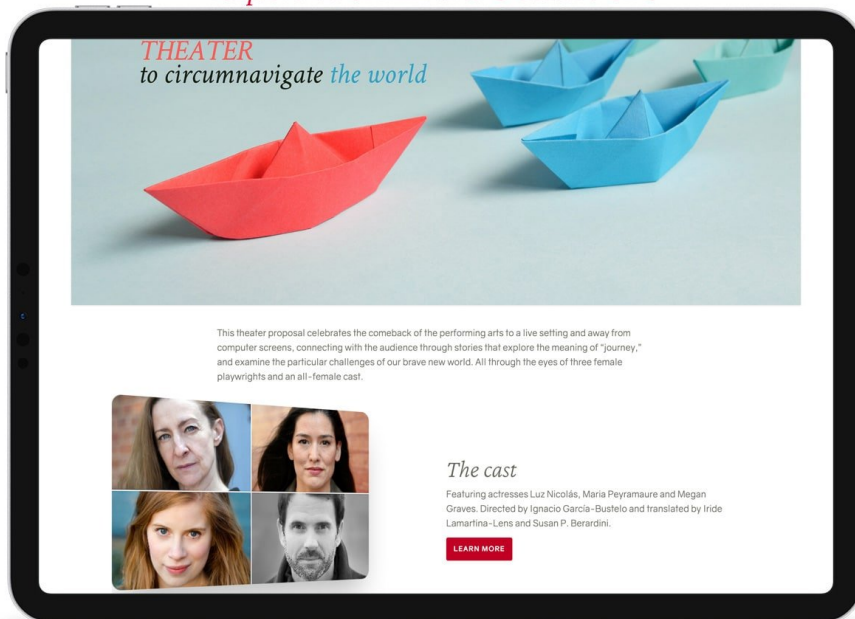 THEATER
to circumnavigate the world
This theater proposal celebrates the comeback of the performing arts to a live setting and away from
computer screens, connecting with the audience through stories that explore the meaning of “journey,”
and examine the particular challenges of our brave new world. All through the eyes of three female
playwrights and an all-female cast.
The cast
Featuring actresses Luz Nicolás, Maria Peyramaure and Megan
Graves. Directed by Ignacio García-Bustelo and translated by Iride
Lamartina-Lens and Susan P. Berardini.
LEARN MORE